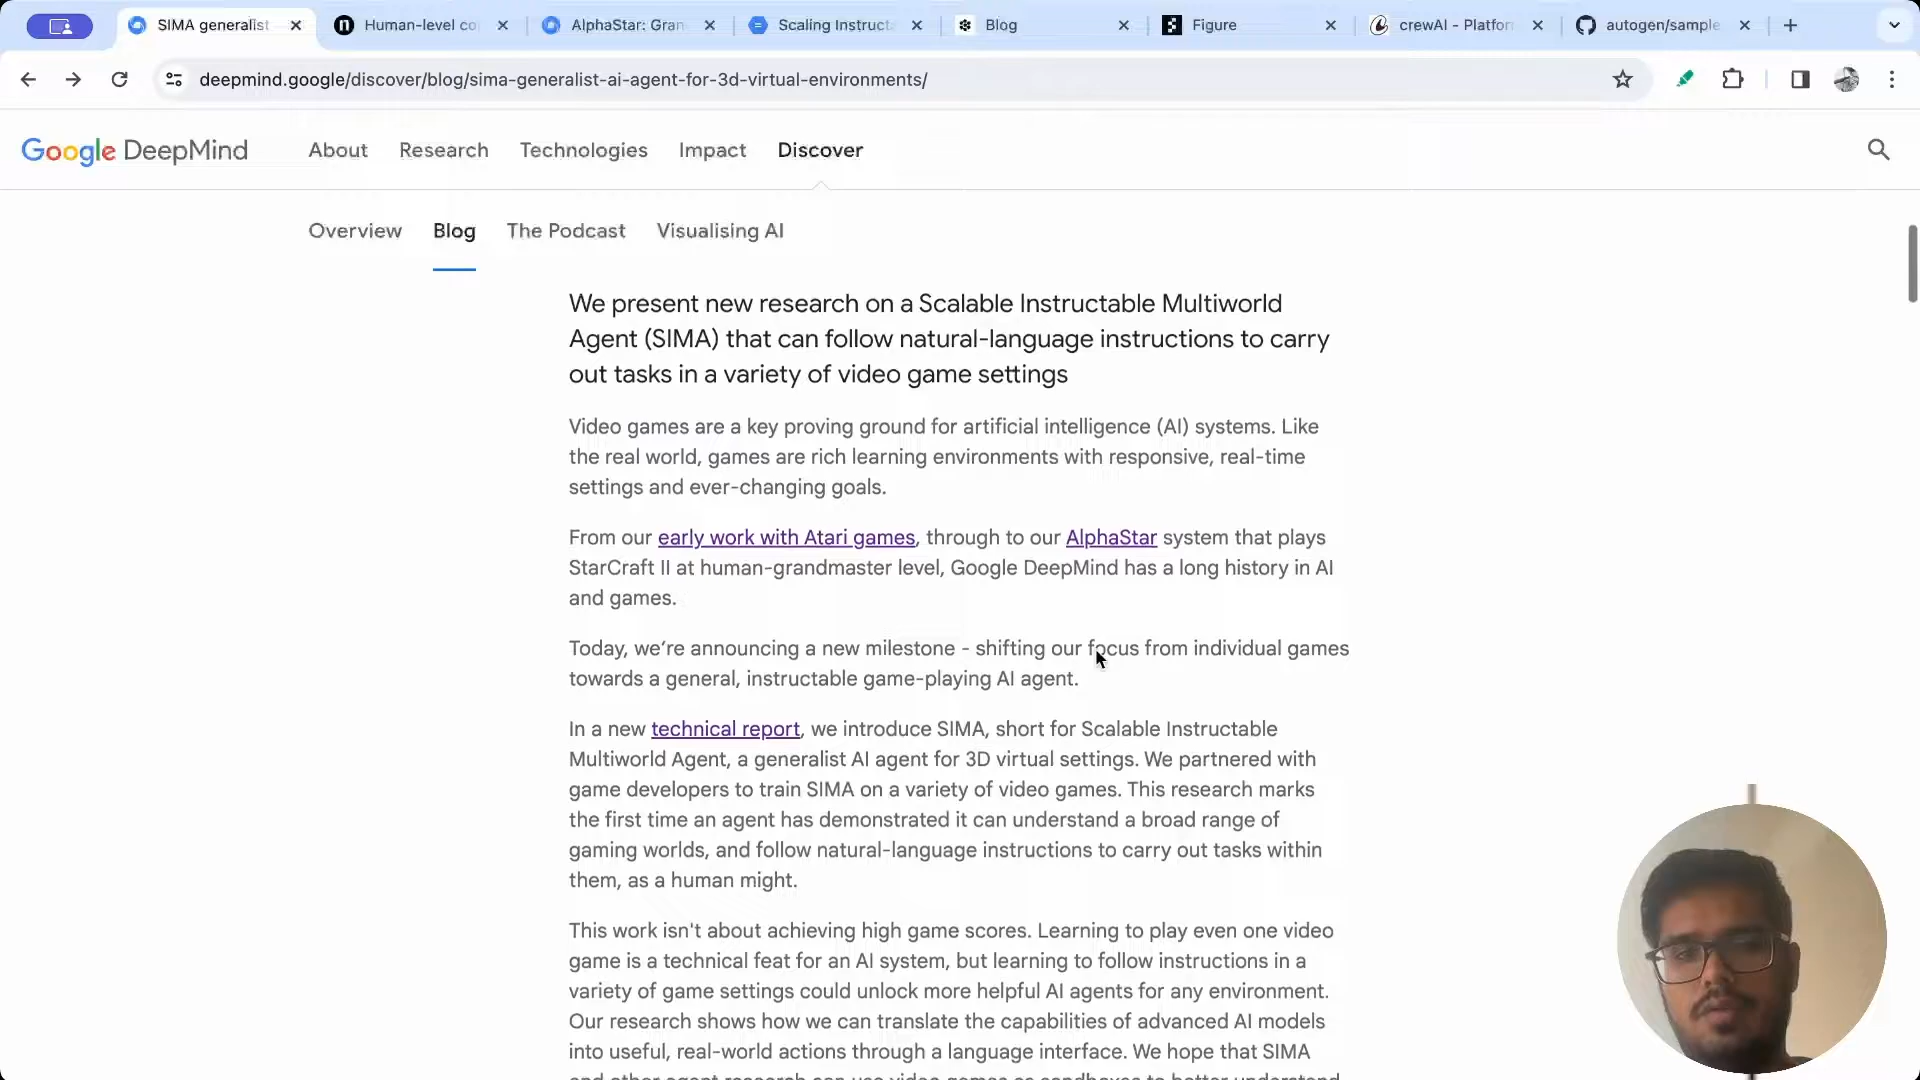 SIMA generalist
Human-level co
AlphaStar: Gran
Scaling Instructa
Blog
Figure
crewAI - Platfor
autogen/sample
deepmind.google/discover/blog/sima-generalist-ai-agent-for-3d-virtual-environments/
Google DeepMind
About
Research
Technologies
Impact
Discover
Overview
Blog
The Podcast
Visualising AI
We present new research on a Scalable Instructable Multiworld
Agent (SIMA) that can follow natural-language instructions to carry
out tasks in a variety of video game settings
Video games are a key proving ground for artificial intelligence (AI) systems. Like
the real world, games are rich learning environments with responsive, real-time
settings and ever-changing goals.
From our early work with Atari games, through to our AlphaStar system that plays
StarCraft II at human-grandmaster level, Google DeepMind has a long history in AI
and games.
Today, we’re announcing a new milestone - shifting our focus from individual games
towards a general, instructable game-playing AI agent.
In a new technical report, we introduce SIMA, short for Scalable Instructable
Multiworld Agent, a generalist AI agent for 3D virtual settings. We partnered with
game developers to train SIMA on a variety of video games. This research marks
the first time an agent has demonstrated it can understand a broad range of
gaming worlds, and follow natural-language instructions to carry out tasks within
them, as a human might.
This work isn't about achieving high game scores. Learning to play even one video
game is a technical feat for an AI system, but learning to follow instructions in a
variety of game settings could unlock more helpful AI agents for any environment.
Our research shows how we can translate the capabilities of advanced AI models
into useful, real-world actions through a language interface. We hope that SIMA
and other agent research can use video games as sandboxes to better understand